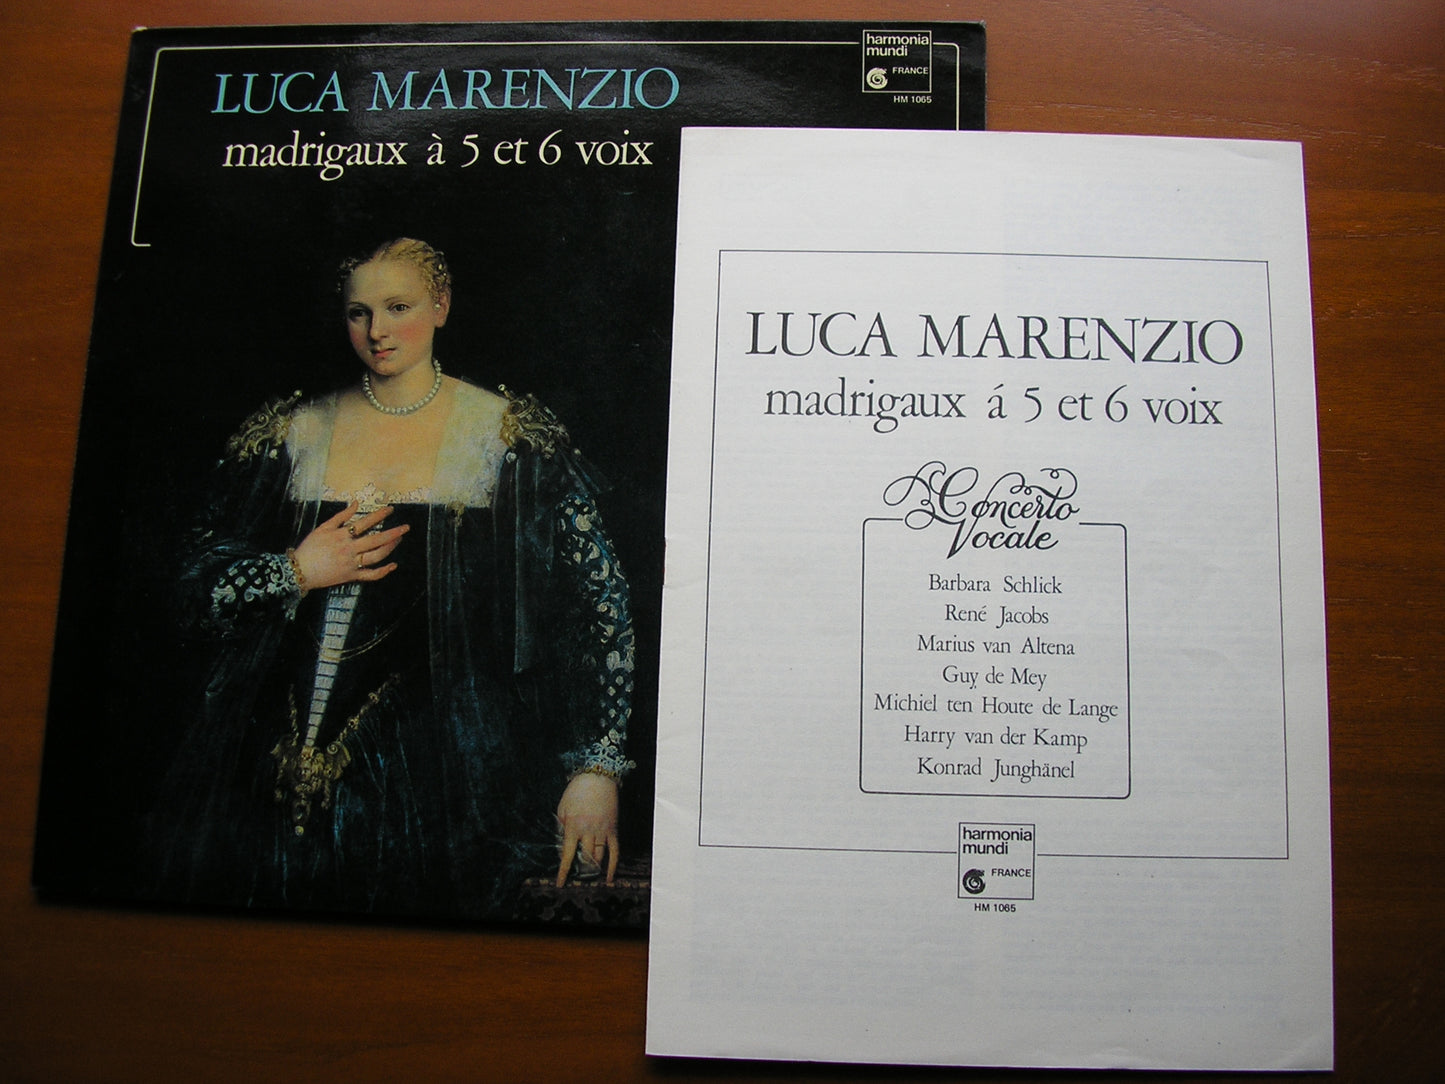 LUCA MARENZIO
madrigaux à 5 et 6 voix
harmonia
mundi
FRANCE
HM 1065
LUCA MARENZIO
madrigaux á 5 et 6 voix
Concerto
Vocale
Barbara Schlick
René Jacobs
Marius van Altena
Guy de Mey
Michiel ten Houte de Lange
Harry van der Kamp
Konrad Junghänel
harmonia
mundi
FRANCE
HM 1065